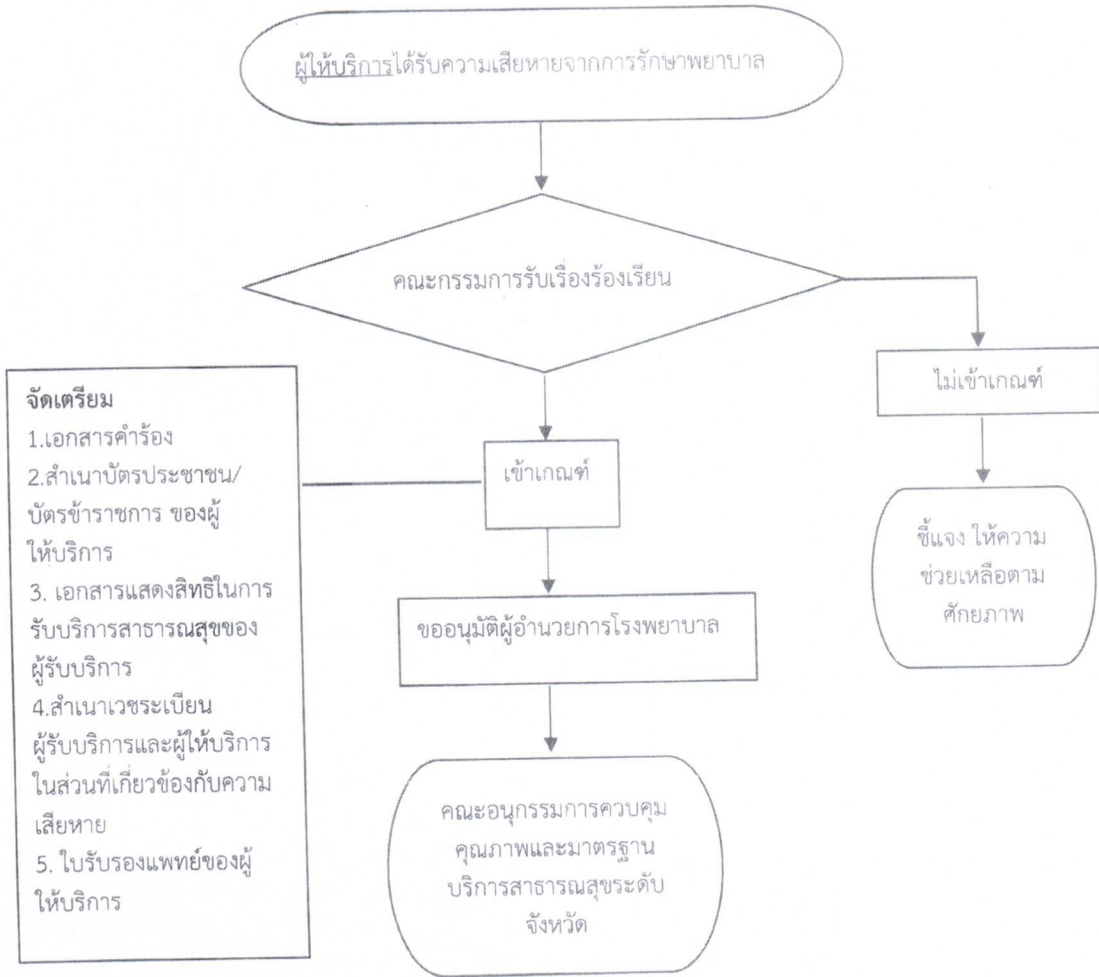 ผู้ให้บริการได้รับความเสียหายจากการรักษาพยาบาล
คณะกรรมการรับเรื่องร้องเรียน
ไม่เข้าเกณฑ์
ชี้แจง ให้ความ
ช่วยเหลือตาม
ศักยภาพ
เข้าเกณฑ์
จัดเตรียม
1.เอกสารคำร้อง
2.สำเนาบัตรประชาชน/
บัตรข้าราชการ ของผู้
ให้บริการ
3. เอกสารแสดงสิทธิในการ
รับบริการสาธารณสุขของ
ผู้รับบริการ
4.สำเนาเวชระเบียน
ผู้รับบริการและผู้ให้บริการ
ในส่วนที่เกี่ยวข้องกับความ
เสียหาย
5. ใบรับรองแพทย์ของผู้
ให้บริการ
ขออนุมัติผู้อำนวยการโรงพยาบาล
คณะอนุกรรมการควบคุม
คุณภาพและมาตรฐาน
บริการสาธารณสุขระดับ
จังหวัด